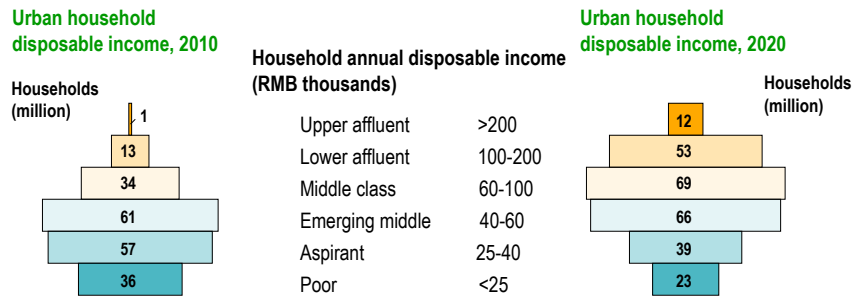 Urban household
disposable income, 2010
Urban household
disposable income, 2020
Household annual disposable income
(RMB thousands)
Households
(million)
Households
(million)
1 Upper affluent >200 12
13 Lower affluent 100-200 53
34 Middle class 60-100 69
61 Emerging middle 40-60 66
57 Aspirant 25-40 39
36 Poor <25 23